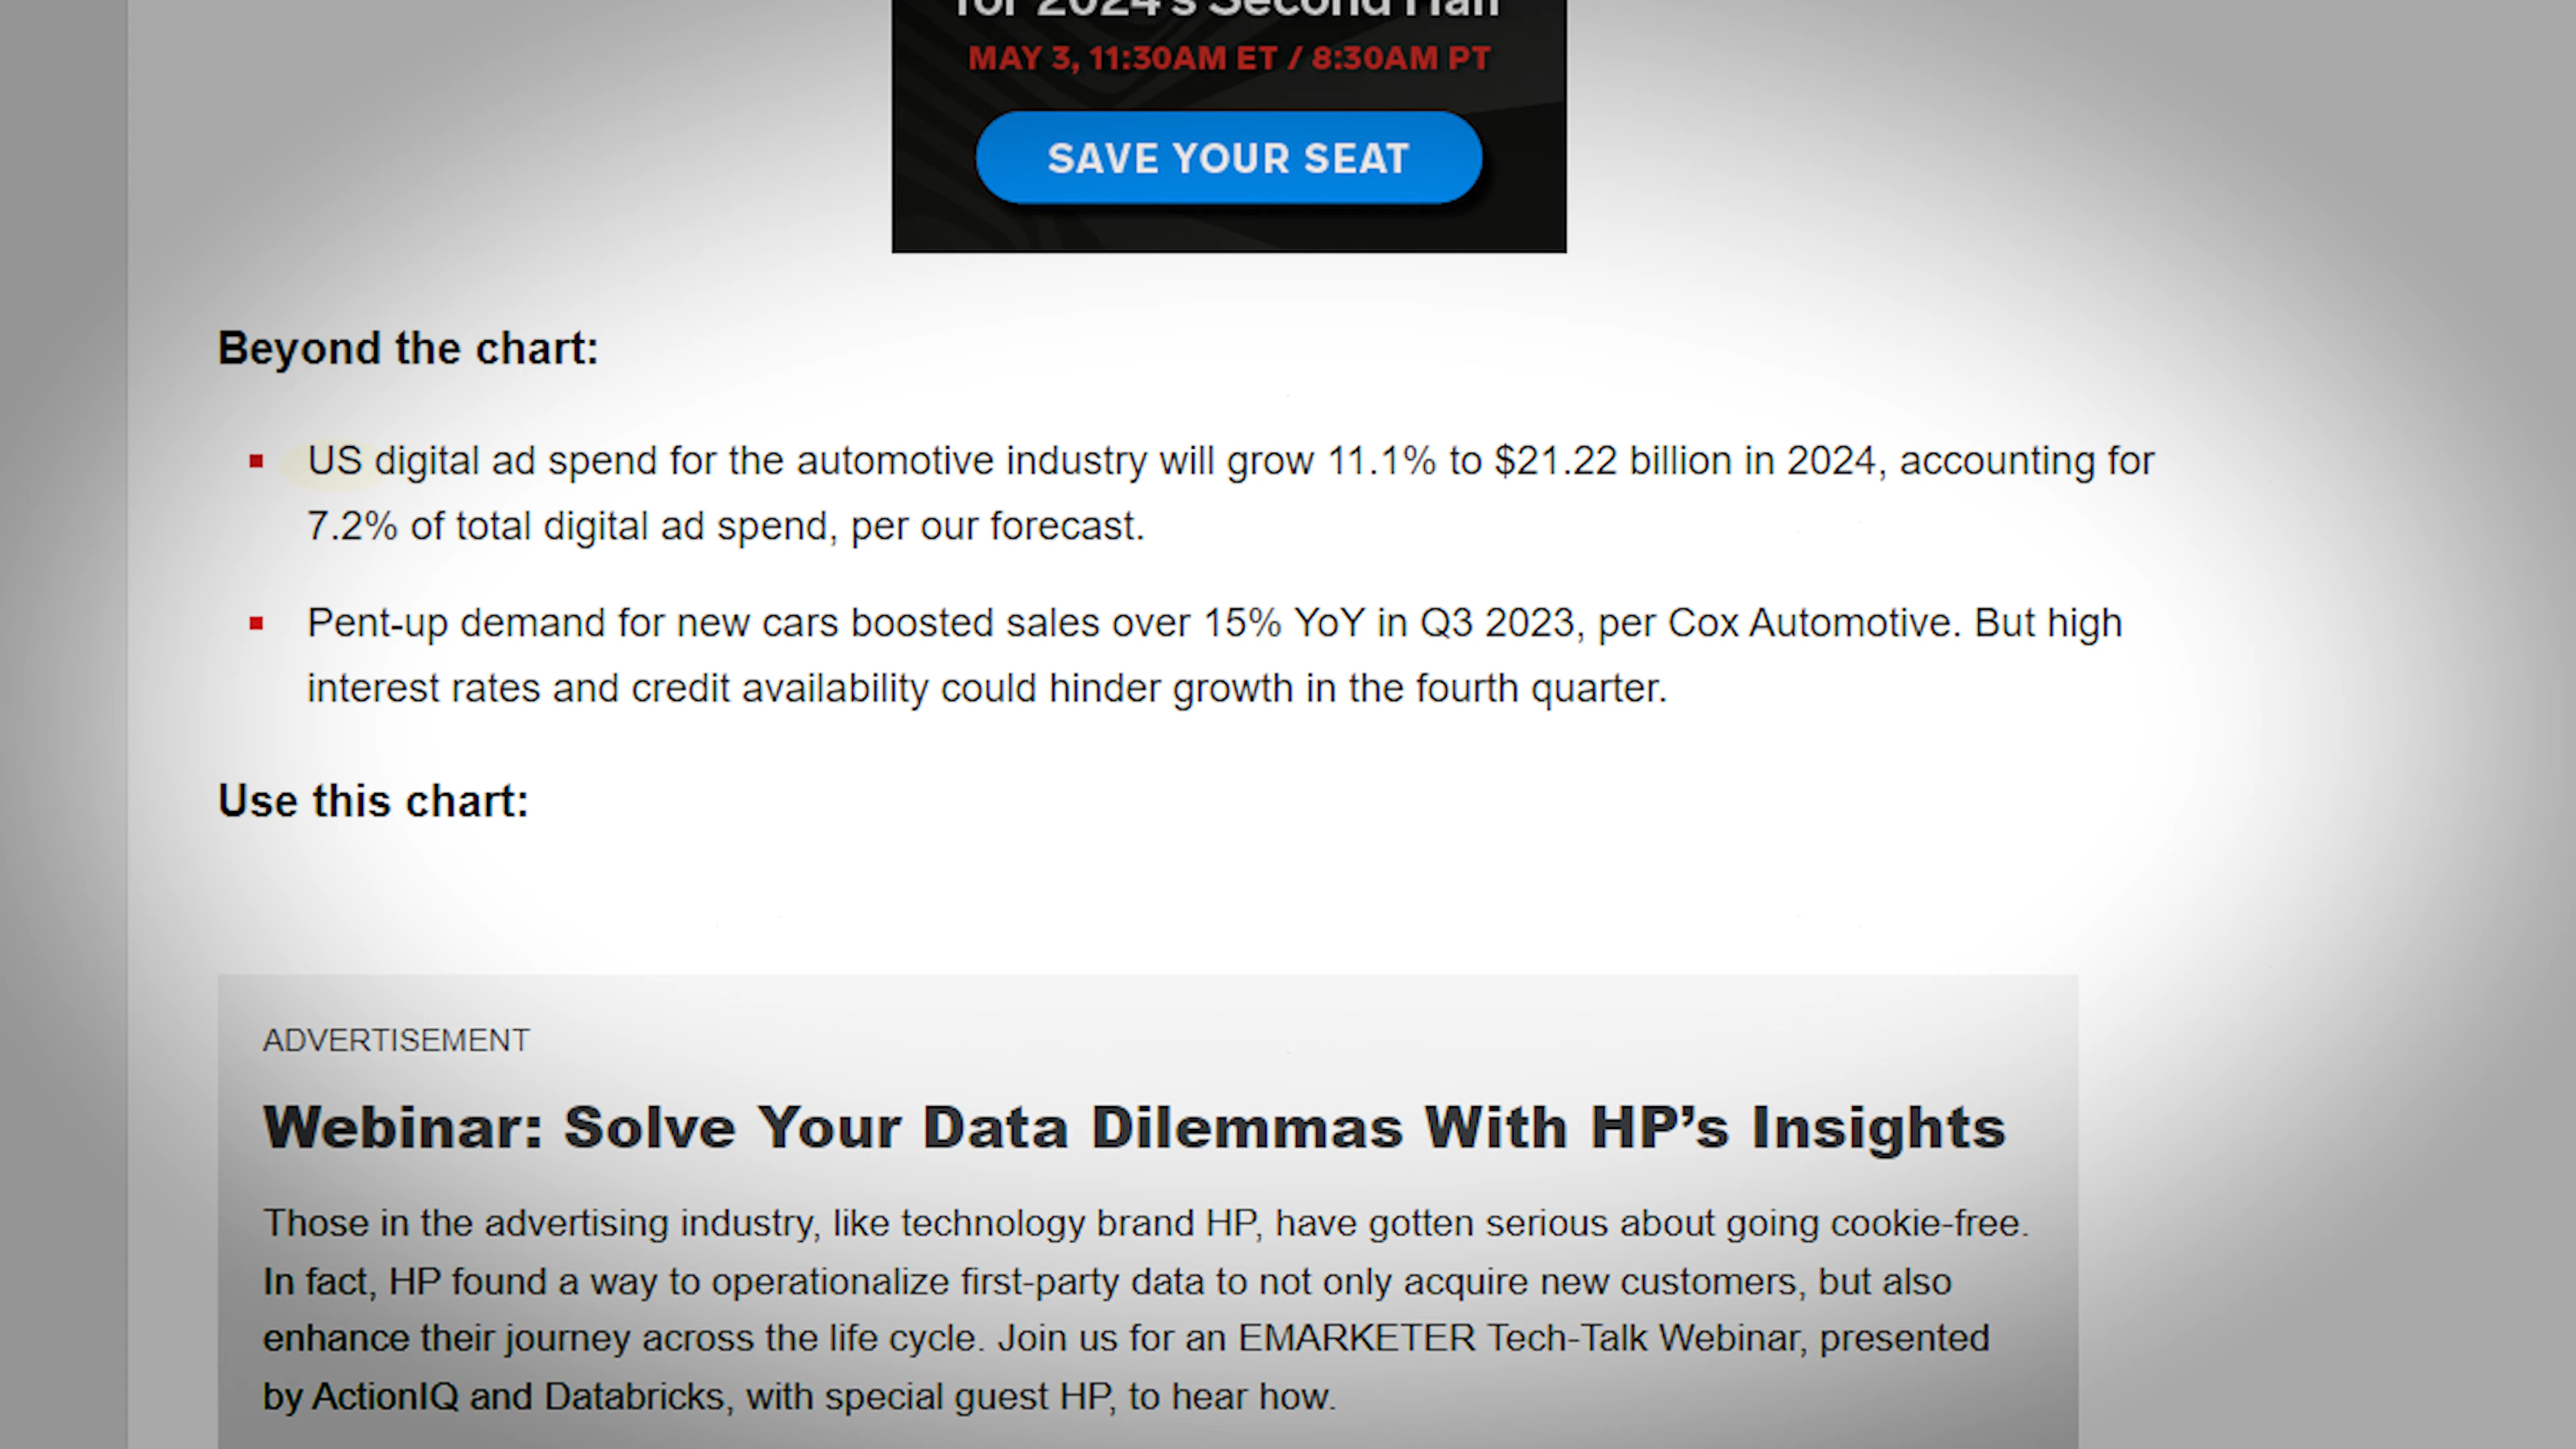 for 2024's Second Half
MAY 3, 11:30AM ET / 8:30AM PT
SAVE YOUR SEAT
Beyond the chart:
US digital ad spend for the automotive industry will grow 11.1% to $21.22 billion in 2024, accounting for
7.2% of total digital ad spend, per our forecast.
Pent-up demand for new cars boosted sales over 15% YoY in Q3 2023, per Cox Automotive. But high
interest rates and credit availability could hinder growth in the fourth quarter.
Use this chart:
ADVERTISEMENT
Webinar: Solve Your Data Dilemmas With HP’s Insights
Those in the advertising industry, like technology brand HP, have gotten serious about going cookie-free.
In fact, HP found a way to operationalize first-party data to not only acquire new customers, but also
enhance their journey across the life cycle. Join us for an EMARKETER Tech-Talk Webinar, presented
by ActionIQ and Databricks, with special guest HP, to hear how.